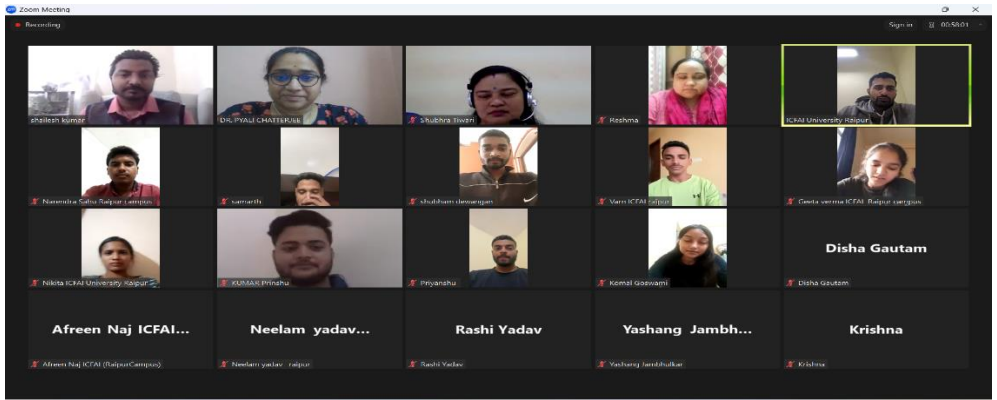 Zoom Meeting
Recording
Sign in
00:58:01
shailesh kumar
DR. PYALI CHATTERJEE
Shubhra Tiwari
Reshma
ICFAI University Raipur
Narendra Sahu Raipur campus
samarth
shubham dewangan
Varn ICFAI raipur
Geeta verma ICFAI Raipur campus
Nikita ICFAI University Raipur
KUMAR Prinshu
Priyanshu
Komal Goswami
Disha Gautam
Disha Gautam
Afreen Naj ICFAI...
Neelam yadav...
Rashi Yadav
Yashang Jambh...
Krishna
Afreen Naj ICFAI (RaipurCampus)
Neelam yadav raipur
Rashi Yadav
Yashang Jambhulkar
Krishna